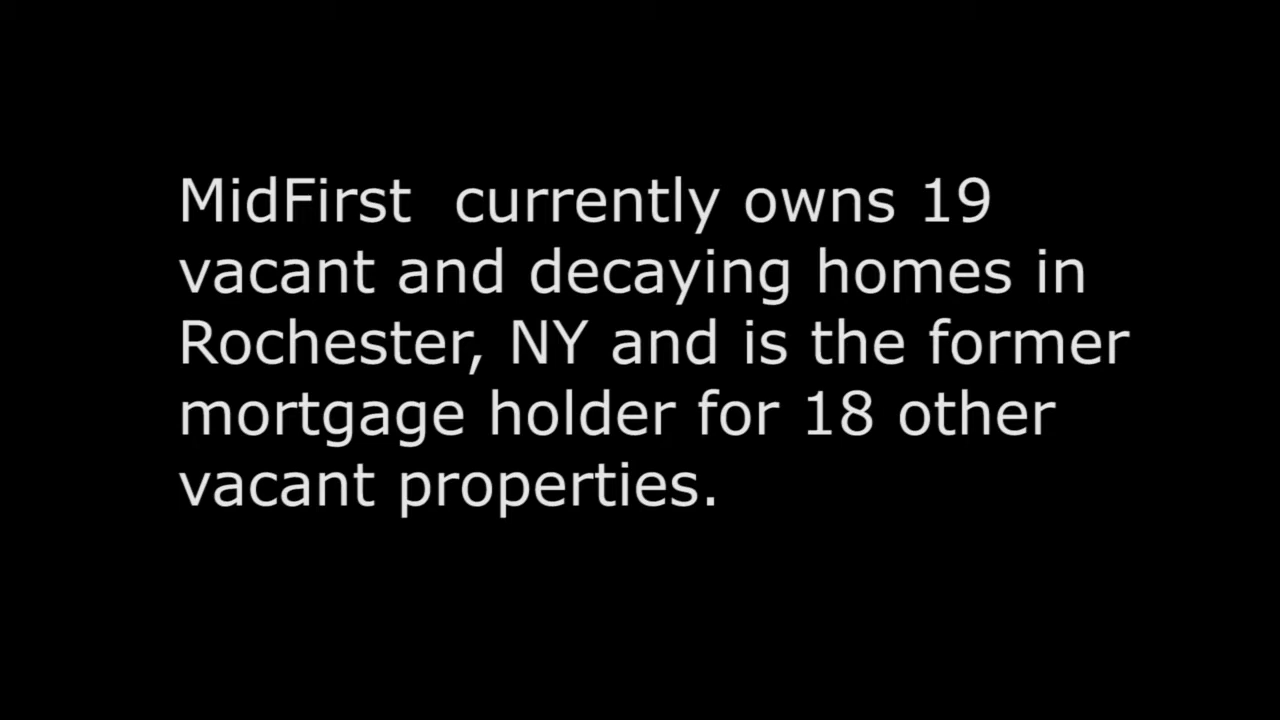 MidFirst  currently owns 19
vacant and decaying homes in
Rochester, NY and is the former
mortgage holder for 18 other
vacant properties.